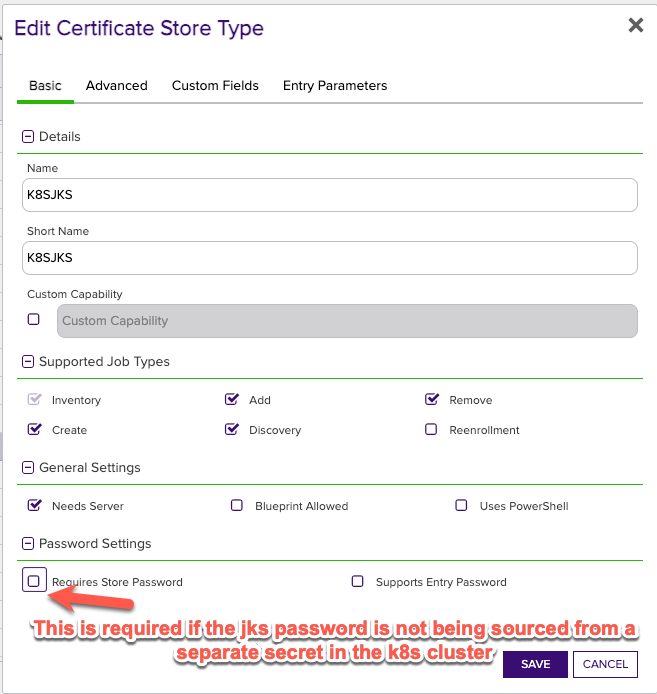 Edit Certificate Store Type
Basic Advanced Custom Fields Entry Parameters
Details
Name
K8SJKS
Short Name
K8SJKS
Custom Capability
Custom Capability
Supported Job Types
Inventory Add Remove
Create Discovery Reenrollment
General Settings
Needs Server Blueprint Allowed Uses PowerShell
Password Settings
Requires Store Password Supports Entry Password
This is required if the jks password is not being sourced from a
separate secret in the k8s cluster
SAVE CANCEL